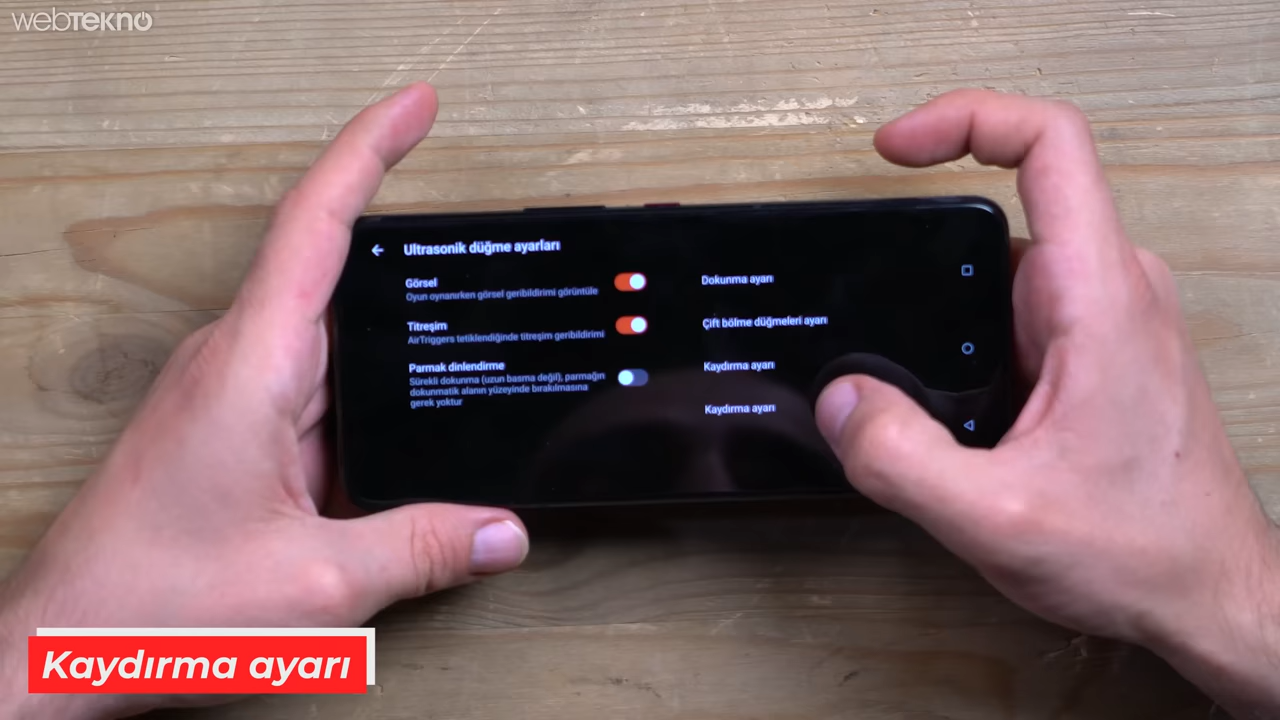 webTEKNO
Ultrasonik düğme ayarları
Görsel
Oyun oynanırken görsel geribildirimi görüntüle
Titreşim
AirTriggers tetiklendiğinde titreşim geribildirimi
Parmak dinlendirme
Sürekli dokunma (uzun basma değil), parmağın
dokunmatik alanın yüzeyinde bırakılmasına
gerek yoktur
Dokunma ayarı
Çift bölme düğmeleri ayarı
Kaydırma ayarı
Kaydırma ayarı
Kaydırma ayarı